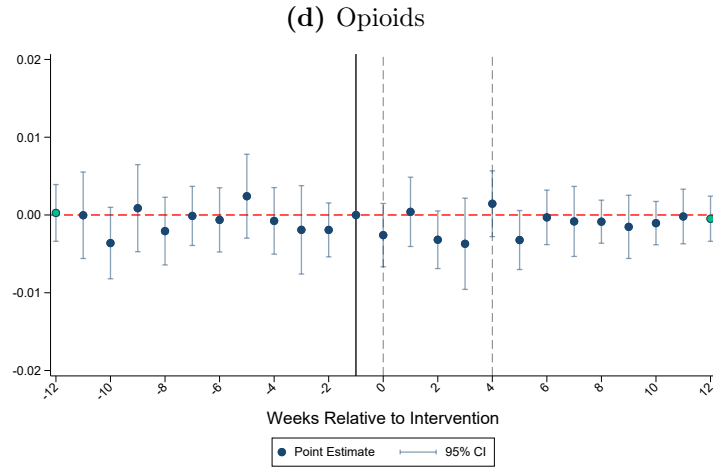 (d) Opioids
0.02
0.01
0.00
-0.01
-0.02
-12 -10 -8 -6 -4 -2 0 2 4 6 8 10 12
Weeks Relative to Intervention
Point Estimate 95% CI